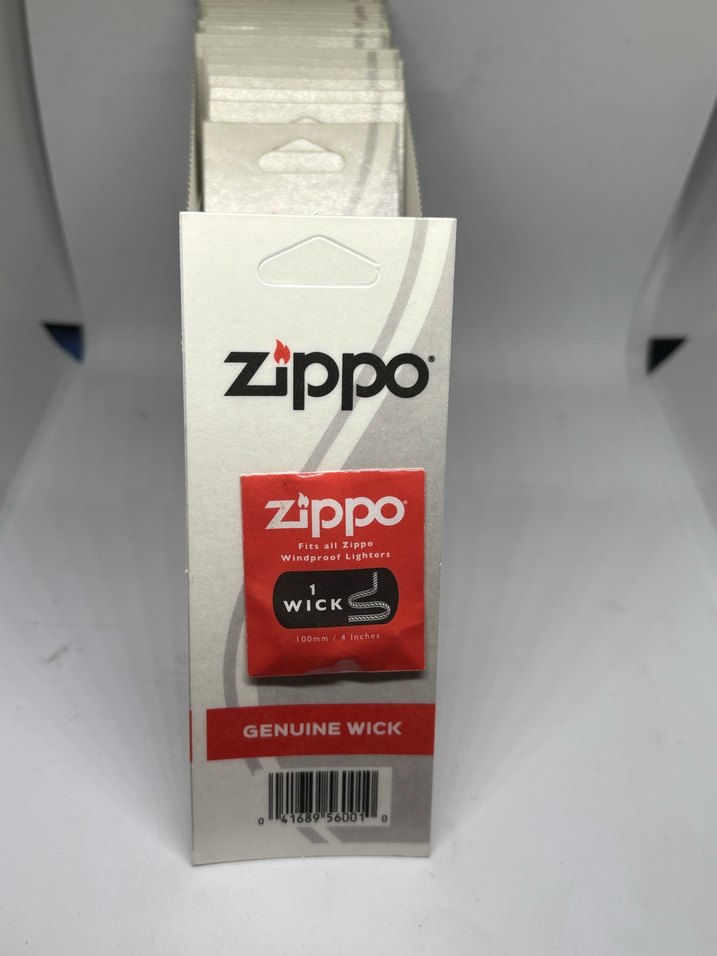 zippo®
zippo®
Fits all Zippo
Windproof Lighters
1
WICK
100mm / 4 Inches
GENUINE WICK
0 41689 56001 0